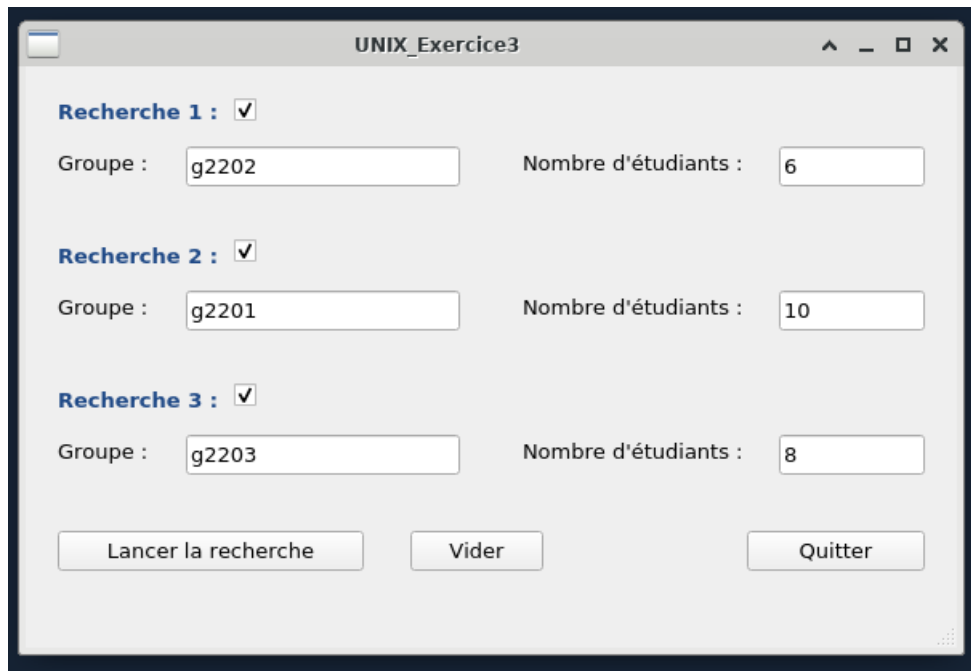 UNIX_Exercice3
Recherche 1 :
Groupe : g2202 Nombre d'étudiants : 6
Recherche 2 :
Groupe : g2201 Nombre d'étudiants : 10
Recherche 3 :
Groupe : g2203 Nombre d'étudiants : 8
Lancer la recherche Vider Quitter